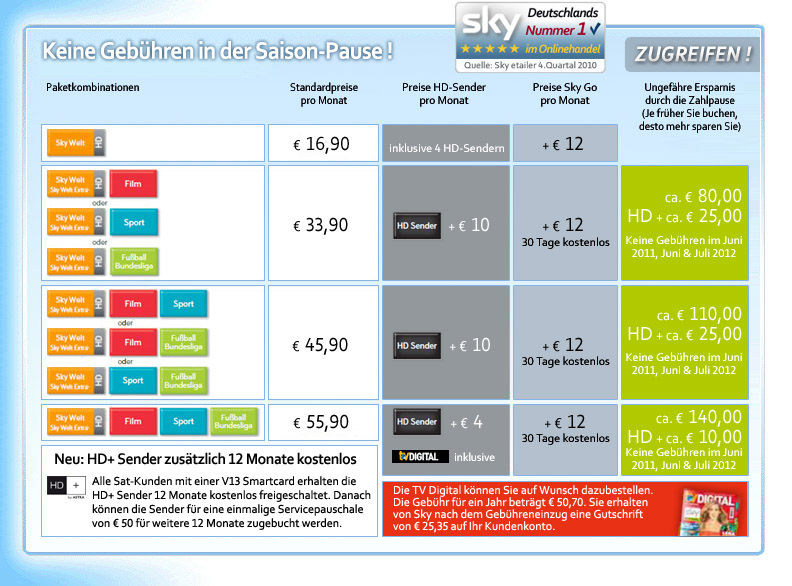 sky
Deutschlands
Nummer 1
im Onlinehandel
Quelle: Sky etailer 4.Quartal 2010
Keine Gebühren in der Saison-Pause !
ZUGREIFEN !
Paketkombinationen
Standardpreise
pro Monat
Preise HD-Sender
pro Monat
Preise Sky Go
pro Monat
Ungefähre Ersparnis
durch die Zahlpause
(Je früher Sie buchen,
desto mehr sparen Sie)
Sky Welt HD
€ 16,90
inklusive 4 HD-Sendern
+ € 12
Sky Welt
Sky Welt Extra HD Film
oder
Sky Welt
Sky Welt Extra HD Sport
oder
Sky Welt
Sky Welt Extra HD Fußball
Bundesliga
€ 33,90
HD Sender + € 10
+ € 12
30 Tage kostenlos
ca. € 80,00
HD + ca. € 25,00
Keine Gebühren im Juni
2011, Juni & Juli 2012
Sky Welt
Sky Welt Extra HD Film Sport
oder
Sky Welt
Sky Welt Extra HD Film Fußball
Bundesliga
oder
Sky Welt
Sky Welt Extra HD Sport Fußball
Bundesliga
€ 45,90
HD Sender + € 10
+ € 12
30 Tage kostenlos
ca. € 110,00
HD + ca. € 25,00
Keine Gebühren im Juni
2011, Juni & Juli 2012
Sky Welt
Sky Welt Extra HD Film Sport Fußball
Bundesliga
€ 55,90
HD Sender + € 4
tvDIGITAL inklusive
+ € 12
30 Tage kostenlos
ca. € 140,00
HD + ca. € 10,00
Keine Gebühren im Juni
2011, Juni & Juli 2012
Neu: HD+ Sender zusätzlich 12 Monate kostenlos
HD +
by ASTRA
Alle Sat-Kunden mit einer V13 Smartcard erhalten die
HD+ Sender 12 Monate kostenlos freigeschaltet. Danach
können die Sender für eine einmalige Servicepauschale
von € 50 für weitere 12 Monate zugebucht werden.
Die TV Digital können Sie auf Wunsch dazubestellen.
Die Gebühr für ein Jahr beträgt € 50,70. Sie erhalten
von Sky nach dem Gebühreneinzug eine Gutschrift
von € 25,35 auf Ihr Kundenkonto.
DIGITAL
sky